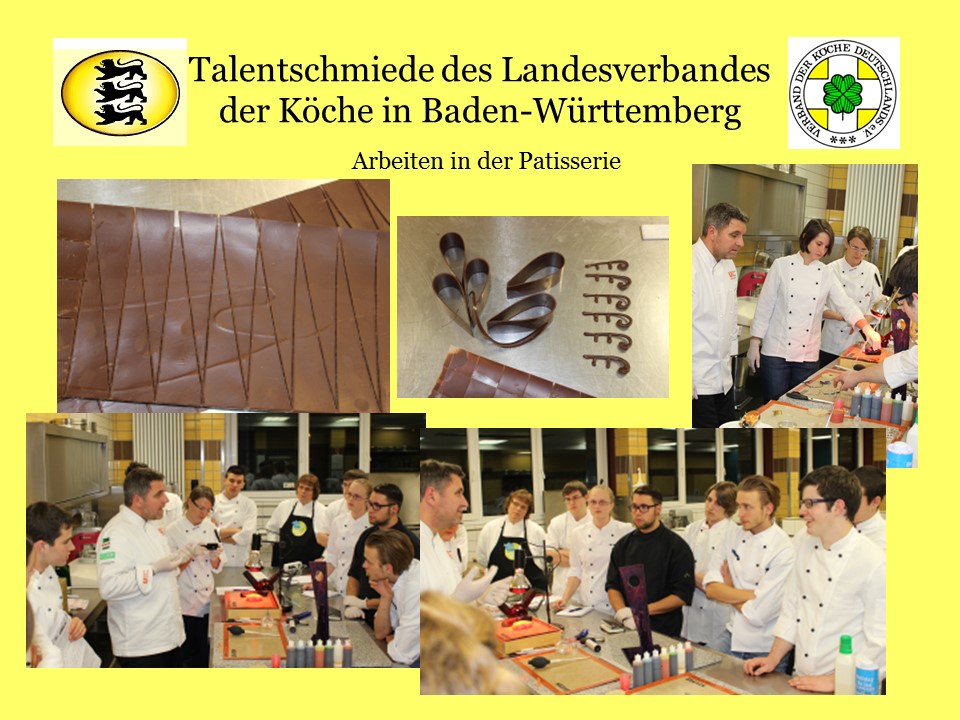 Talentschmiede des Landesverbandes
der Köche in Baden-Württemberg
VERBAND DER KÖCHE DEUTSCHLANDS e.V.
Arbeiten in der Patisserie